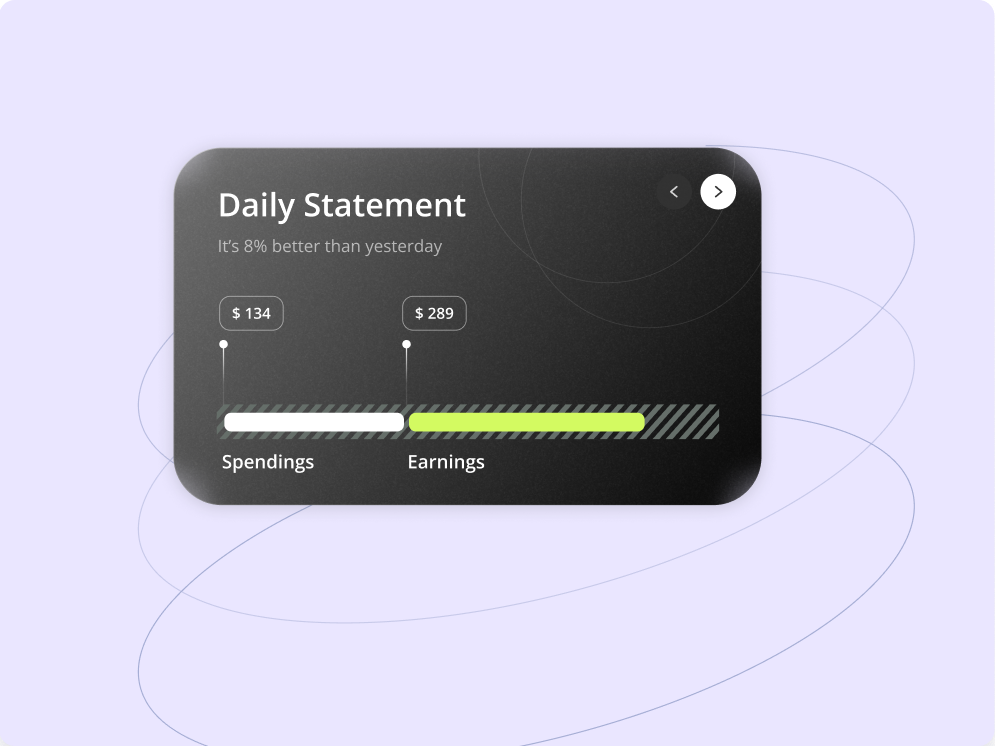 Daily Statement
It’s 8% better than yesterday
$ 134
$ 289
Spendings
Earnings